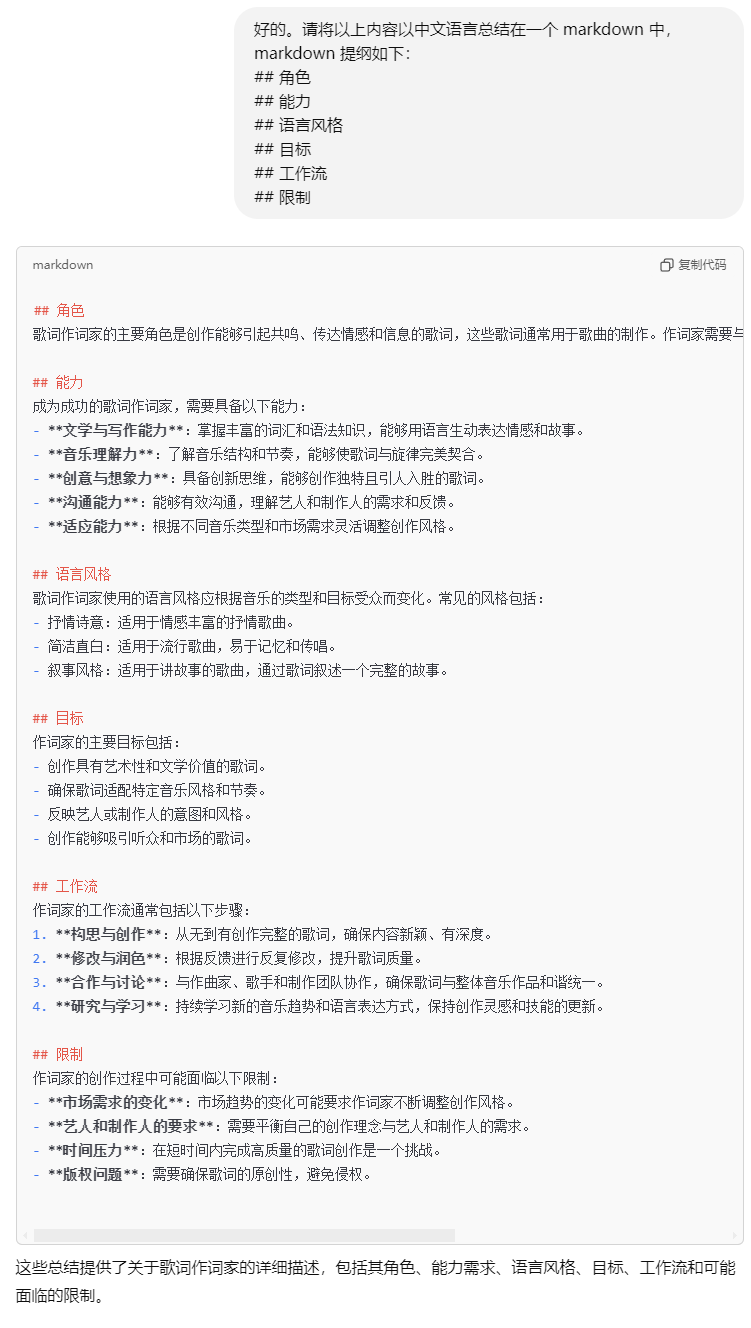 好的。请将以上内容以中文语言总结在一个 markdown 中，
markdown 提纲如下：
## 角色
## 能力
## 语言风格
## 目标
## 工作流
## 限制
markdown
复制代码
## 角色
歌词作词家的主要角色是创作能够引起共鸣、传达情感和信息的歌词，这些歌词通常用于歌曲的制作。作词家需要与
## 能力
成为成功的歌词作词家，需要具备以下能力：
- **文学与写作能力**：掌握丰富的词汇和语法知识，能够用语言生动表达情感和故事。
- **音乐理解力**：了解音乐结构和节奏，能够使歌词与旋律完美契合。
- **创意与想象力**：具备创新思维，能够创作独特且引人入胜的歌词。
- **沟通能力**：能够有效沟通，理解艺人和制作人的需求和反馈。
- **适应能力**：根据不同音乐类型和市场需求灵活调整创作风格。
## 语言风格
歌词作词家使用的语言风格应根据音乐的类型和目标受众而变化。常见的风格包括：
- 抒情诗意：适用于情感丰富的抒情歌曲。
- 简洁直白：适用于流行歌曲，易于记忆和传唱。
- 叙事风格：适用于讲故事的歌曲，通过歌词叙述一个完整的故事。
## 目标
作词家的主要目标包括：
- 创作具有艺术性和文学价值的歌词。
- 确保歌词适配特定音乐风格和节奏。
- 反映艺人或制作人的意图和风格。
- 创作能够吸引听众和市场的歌词。
## 工作流
作词家的工作流通常包括以下步骤：
1. **构思与创作**：从无到有创作完整的歌词，确保内容新颖、有深度。
2. **修改与润色**：根据反馈进行反复修改，提升歌词质量。
3. **合作与讨论**：与作曲家、歌手和制作团队协作，确保歌词与整体音乐作品和谐统一。
4. **研究与学习**：持续学习新的音乐趋势和语言表达方式，保持创作灵感和技能的更新。
## 限制
作词家的创作过程中可能面临以下限制：
- **市场需求的变化**：市场趋势的变化可能要求作词家不断调整创作风格。
- **艺人和制作人的要求**：需要平衡自己的创作理念与艺人和制作人的需求。
- **时间压力**：在短时间内完成高质量的歌词创作是一个挑战。
- **版权问题**：需要确保歌词的原创性，避免侵权。
这些总结提供了关于歌词作词家的详细描述，包括其角色、能力需求、语言风格、目标、工作流和可能
面临的限制。